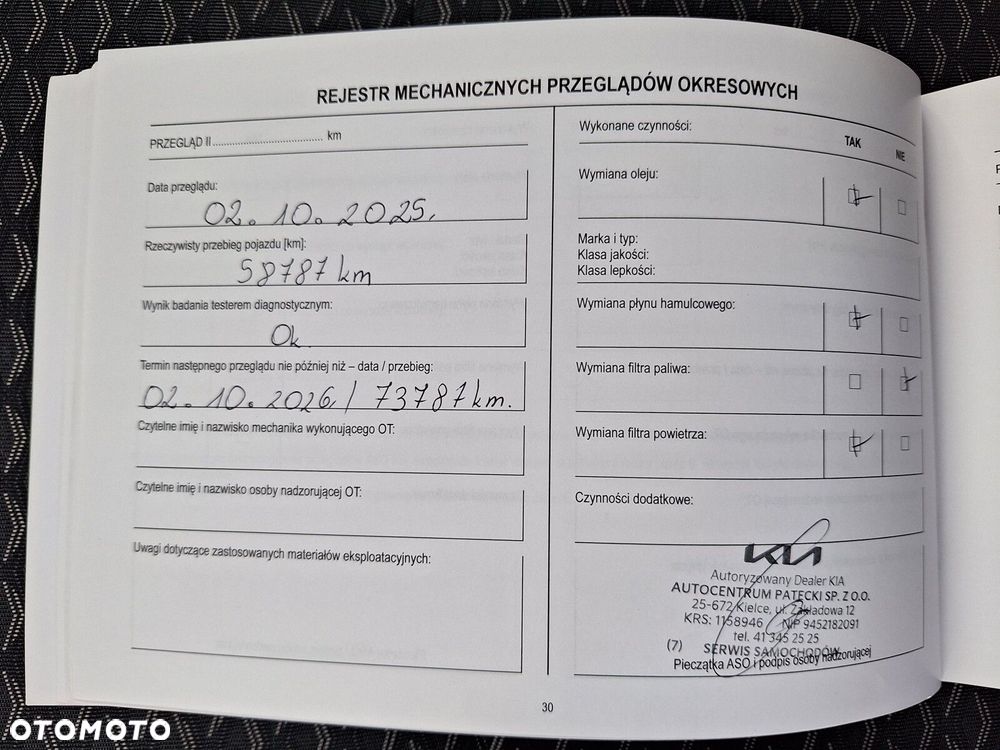 REJESTR MECHANICZNYCH PRZEGLĄDÓW OKRESOWYCH
PRZEGLĄD II.................................... km
Data przeglądu:
02.10.2025.
Rzeczywisty przebieg pojazdu [km]:
58787 km
Wynik badania testerem diagnostycznym:
Ok.
Termin następnego przeglądu nie później niż – data / przebieg:
02.10.2026. / 73787 km.
Czytelne imię i nazwisko mechanika wykonującego OT:
Czytelne imię i nazwisko osoby nadzorującej OT:
Uwagi dotyczące zastosowanych materiałów eksploatacyjnych:
Wykonane czynności:
TAK
NIE
Wymiana oleju:
Marka i typ:
Klasa jakości:
Klasa lepkości:
Wymiana płynu hamulcowego:
Wymiana filtra paliwa:
Wymiana filtra powietrza:
Czynności dodatkowe:
KIA
Autoryzowany Dealer KIA
AUTOCENTRUM PATECKI SP. Z O.O.
25-672 Kielce, ul. Zakładowa 12
KRS: 1158946 NIP 9452182091
tel. 41 345 25 25
(7) SERWIS SAMOCHODÓW
Pieczątka ASO i podpis osoby nadzorującej
30
OTOMOTO